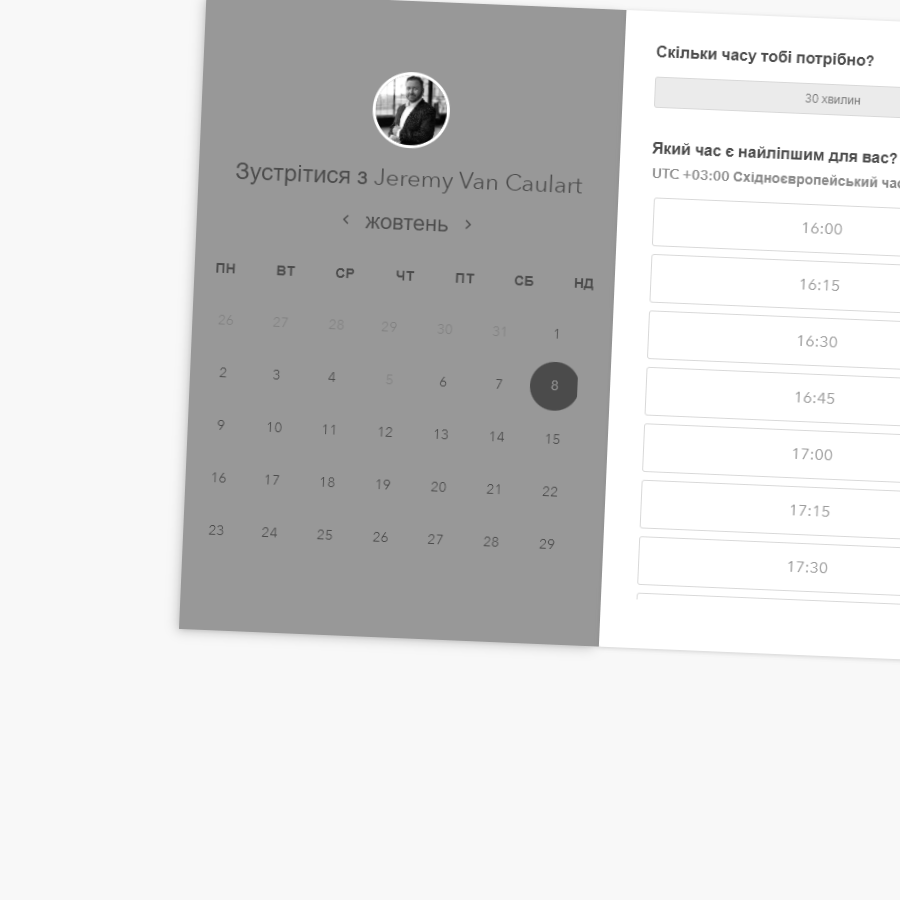 Зустрітися з Jeremy Van Caulart
‹ жовтень ›
ПН ВТ СР ЧТ ПТ СБ НД
26 27 28 29 30 31 1
2 3 4 5 6 7 8
9 10 11 12 13 14 15
16 17 18 19 20 21 22
23 24 25 26 27 28 29
Скільки часу тобі потрібно?
30 хвилин
Який час є найліпшим для вас?
UTC +03:00 Східноєвропейський
16:00
16:15
16:30
16:45
17:00
17:15
17:30